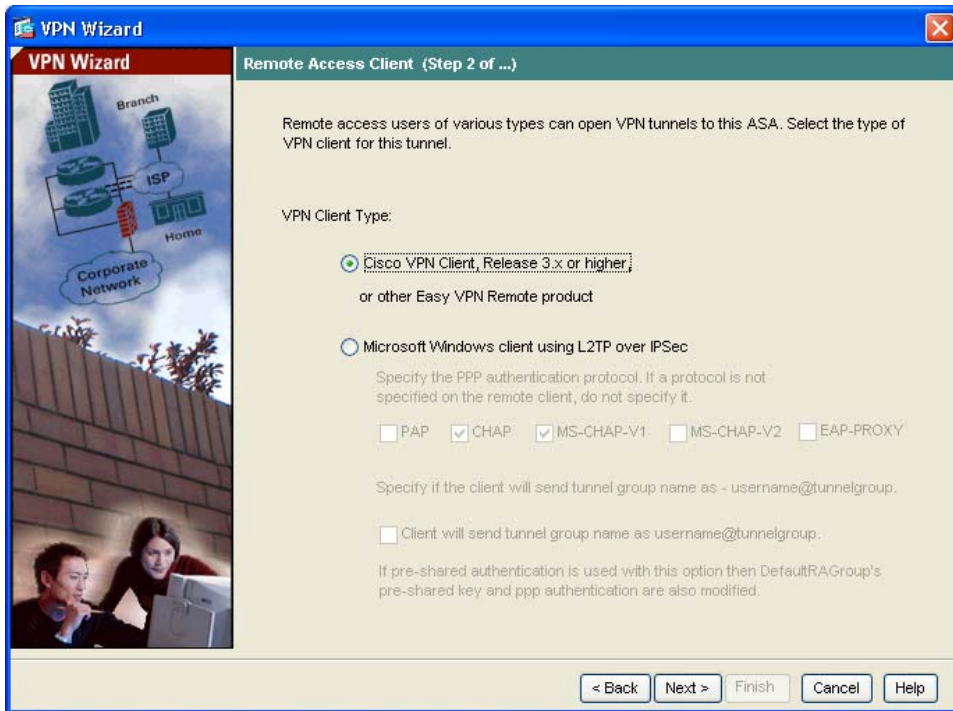 VPN Wizard
VPN Wizard
Branch
ISP
Home
Corporate
Network
Remote Access Client (Step 2 of ...)
Remote access users of various types can open VPN tunnels to this ASA. Select the type of
VPN client for this tunnel.
VPN Client Type:
Cisco VPN Client, Release 3.x or higher,
or other Easy VPN Remote product
Microsoft Windows client using L2TP over IPSec
Specify the PPP authentication protocol. If a protocol is not
specified on the remote client, do not specify it.
PAP CHAP MS-CHAP-V1 MS-CHAP-V2 EAP-PROXY
Specify if the client will send tunnel group name as - username@tunnelgroup.
Client will send tunnel group name as username@tunnelgroup.
If pre-shared authentication is used with this option then DefaultRAGroup's
pre-shared key and ppp authentication are also modified.
< Back Next > Finish Cancel Help